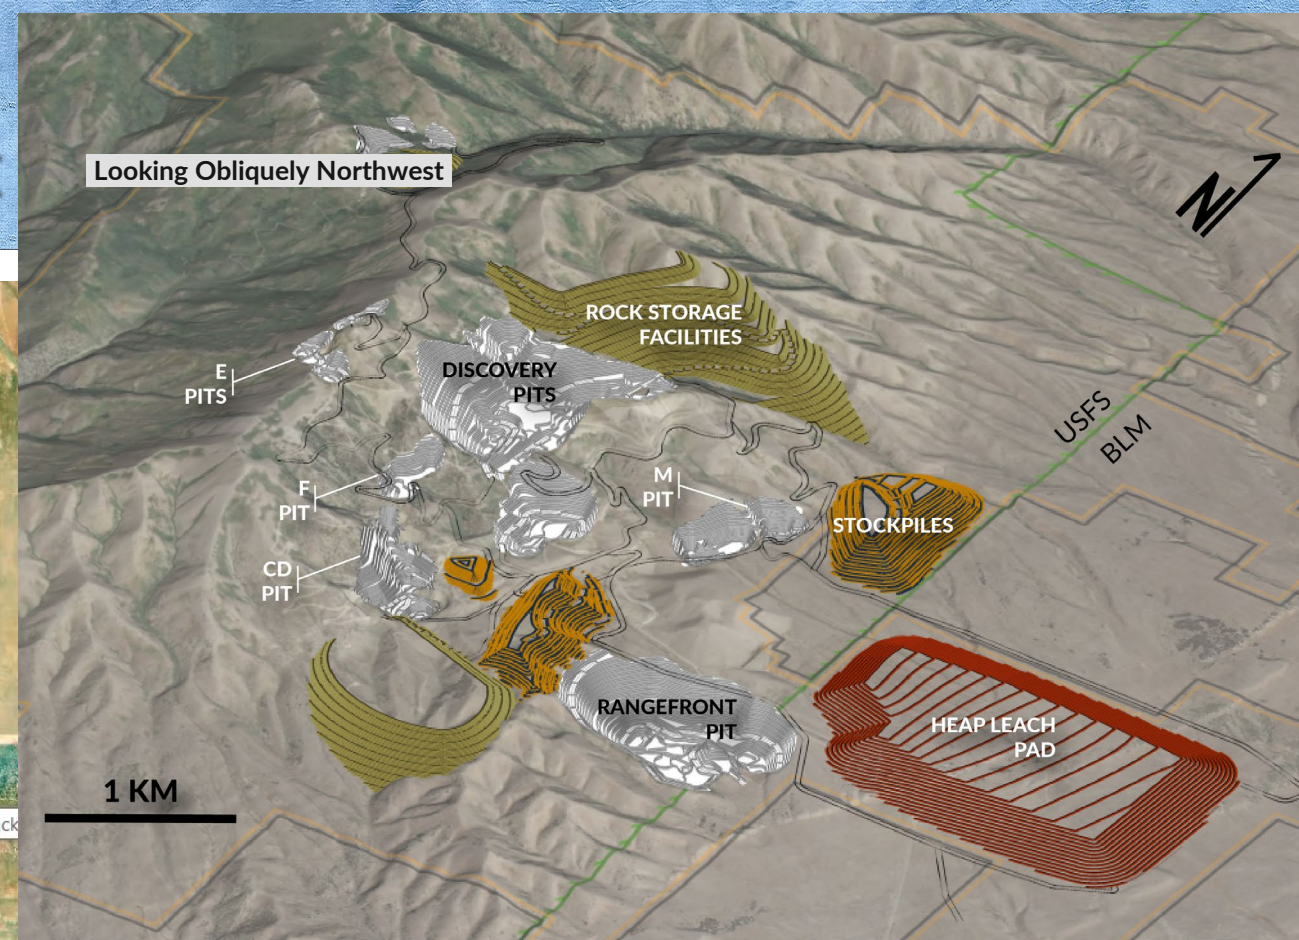 Looking Obliquely Northwest
N
ROCK STORAGE
FACILITIES
E
PITS
DISCOVERY
PITS
USFS
BLM
F
PIT
M
PIT
STOCKPILES
CD
PIT
RANGEFRONT
PIT
HEAP LEACH
PAD
1 KM
ck